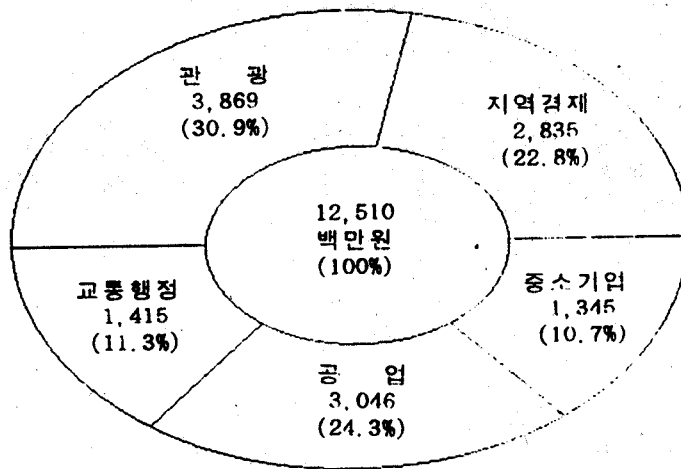 관 광
3,869
(30.9%)
지역경제
2,835
(22.8%)
12,510
백만원
(100%)
교통행정
1,415
(11.3%)
중소기업
1,345
(10.7%)
공 업
3,046
(24.3%)